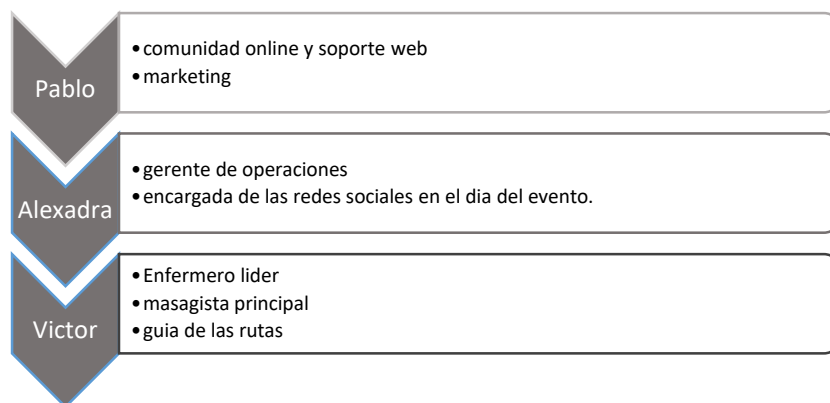 Pablo
•comunidad online y soporte web
•marketing
Alexadra
•gerente de operaciones
•encargada de las redes sociales en el dia del evento.
Victor
•Enfermero lider
•masagista principal
•guia de las rutas